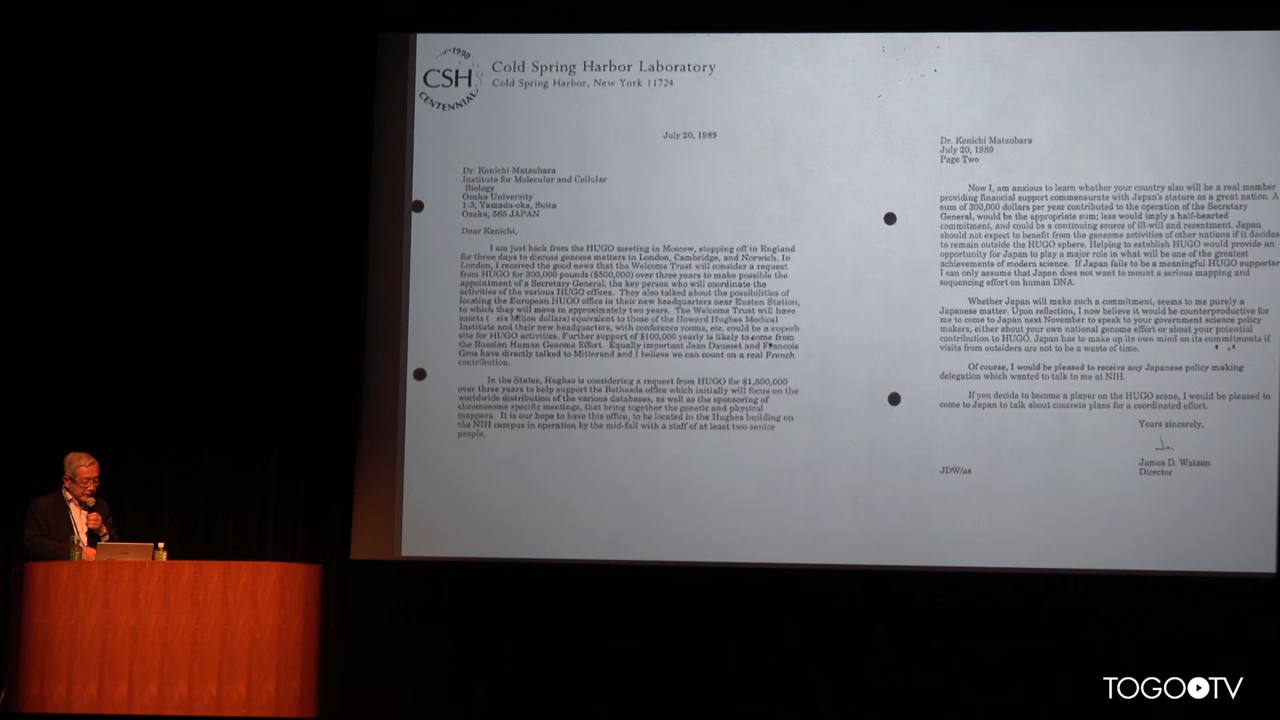 1990
CSH
CENTENNIAL
Cold Spring Harbor Laboratory
Cold Spring Harbor, New York 11724
July 20, 1989
Dr. Kenichi Matsubara
Institute for Molecular and Cellular
Biology
Osaka University
1-3, Yamada-oka, Suita
Osaka, 565 JAPAN
Dear Kenichi,
I am just back from the HUGO meeting in Moscow, stopping off in England
for three days to discuss genome matters in London, Cambridge, and Norwich. In
London, I received the good news that the Welcome Trust will consider a request
from HUGO for 300,000 pounds ($500,000) over three years to make possible the
appointment of a Secretary General, the key person who will coordinate the
activities of the various HUGO offices. They also talked about the possibilities of
locating the European HUGO office in their new headquarters near Euston Station,
to which they will move in approximately two years. The Welcome Trust will have
assets ( six billion dollars) equivalent to those of the Howard Hughes Medical
Institute and their new headquarters, with conference rooms, etc. could be a superb
site for HUGO activities. Further support of $100,000 yearly is likely to come from
the Russian Human Genome Effort. Equally important Jean Dausset and Francois
Gros have directly talked to Mitterand and I believe we can count on a real French
contribution.
In the States, Hughes is considering a request from HUGO for $1,500,000
over three years to help support the Bethesda office which initially will focus on the
worldwide distribution of the various databases, as well as the sponsoring of
chromosome specific meetings, that bring together the genetic and physical
mappers. It is our hope to have this office, to be located in the Hughes building on
the NIH campus in operation by the mid-fall with a staff of at least two senior
people.
Dr. Kenichi Matsubara
July 20, 1989
Page Two
Now I, am anxious to learn whether your country also will be a real member
providing financial support commensurate with Japan's stature as a great nation. A
sum of 300,000 dollars per year contributed to the operation of the Secretary
General, would be the appropriate sum; less would imply a half-hearted
commitment, and could be a continuing source of ill-will and resentment. Japan
should not expect to benefit from the geneome activities of other nations if it decides
to remain outside the HUGO sphere. Helping to establish HUGO would provide an
opportunity for Japan to play a major role in what will be one of the greatest
achievements of modern science. If Japan fails to be a meaningful HUGO supporter
I can only assume that Japan does not want to mount a serious mapping and
sequencing effort on human DNA.
Whether Japan will make such a commitment, seems to me purely a
Japanese matter. Upon reflection, I now believe it would be counterproductive for
me to come to Japan next November to speak to your government science policy
makers, either about your own national genome effort or about your potential
contribution to HUGO. Japan has to make up its own mind on its commitments if
visits from outsiders are not to be a waste of time.
Of course, I would be pleased to receive any Japanese policy making
delegation which wanted to talk to me at NIH.
If you decide to become a player on the HUGO scene, I would be pleased to
come to Japan to talk about concrete plans for a coordinated effort.
Yours sincerely,
Jim
James D. Watson
Director
JDW/us
TOGOTV